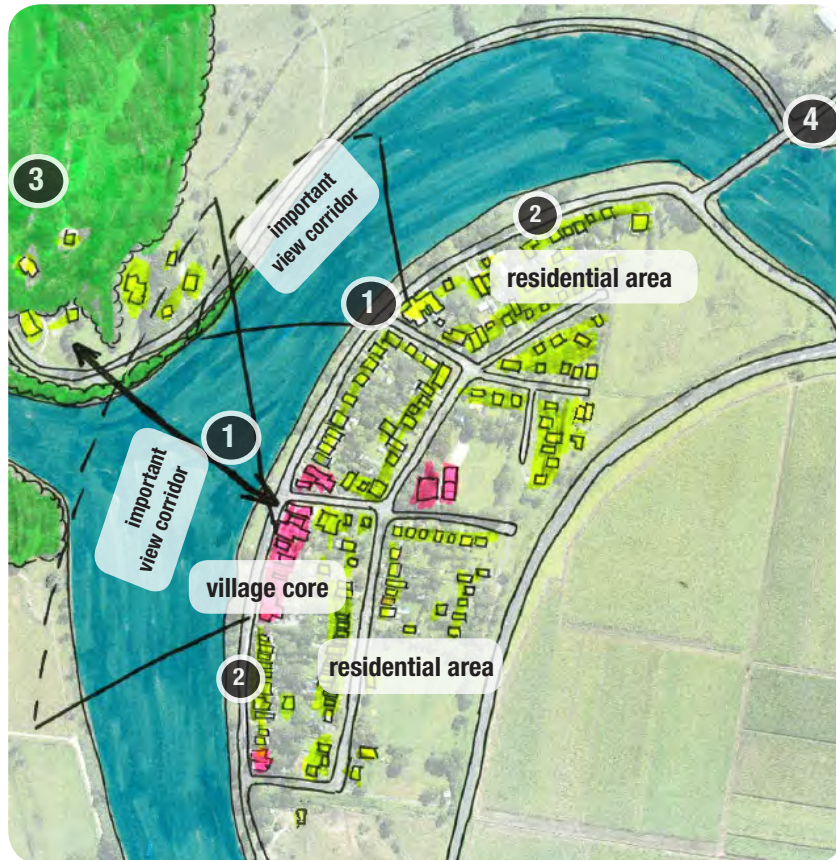 4
3
important
view corridor
2
residential area
1
1
important
view corridor
village core
residential area
2